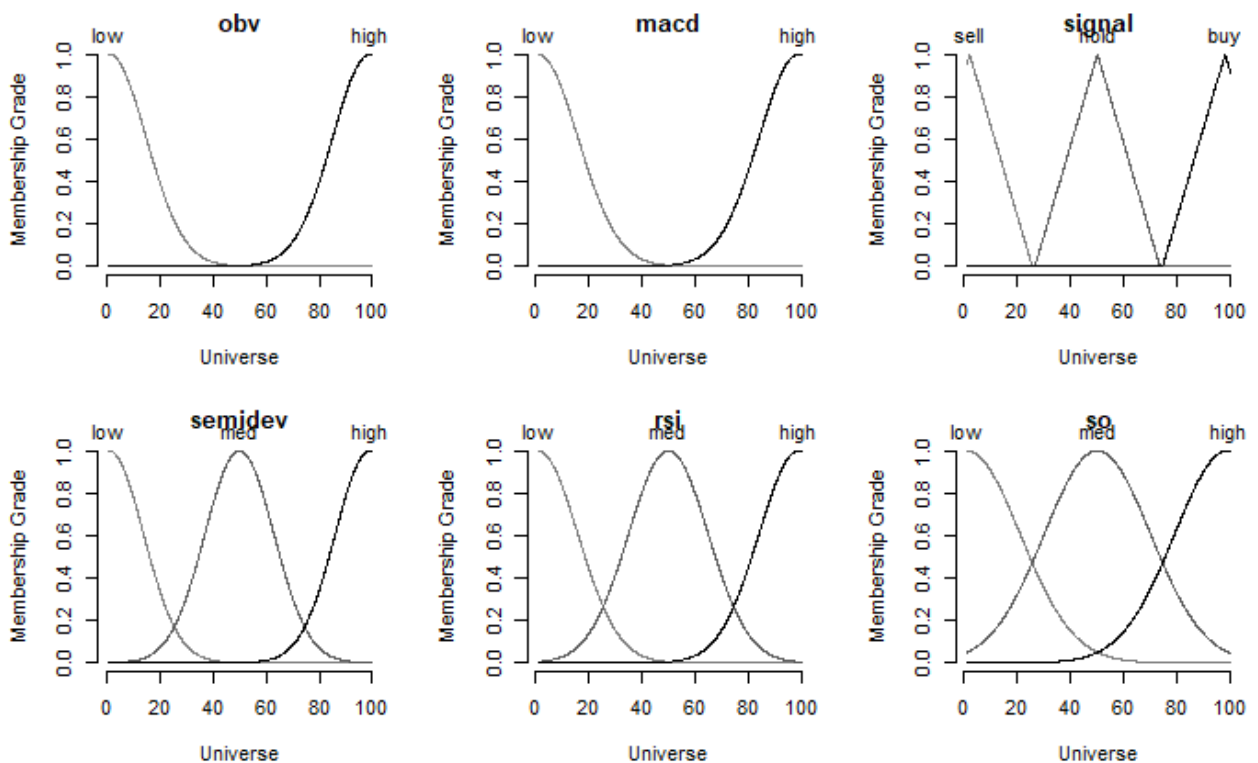 obv
low high
Membership Grade
0.0 0.2 0.4 0.6 0.8 1.0
0 20 40 60 80 100
Universe
macd
low high
Membership Grade
0.0 0.2 0.4 0.6 0.8 1.0
0 20 40 60 80 100
Universe
signal
sell hold buy
Membership Grade
0.0 0.2 0.4 0.6 0.8 1.0
0 20 40 60 80 100
Universe
semidev
low med high
Membership Grade
0.0 0.2 0.4 0.6 0.8 1.0
0 20 40 60 80 100
Universe
rsi
low med high
Membership Grade
0.0 0.2 0.4 0.6 0.8 1.0
0 20 40 60 80 100
Universe
so
low med high
Membership Grade
0.0 0.2 0.4 0.6 0.8 1.0
0 20 40 60 80 100
Universe